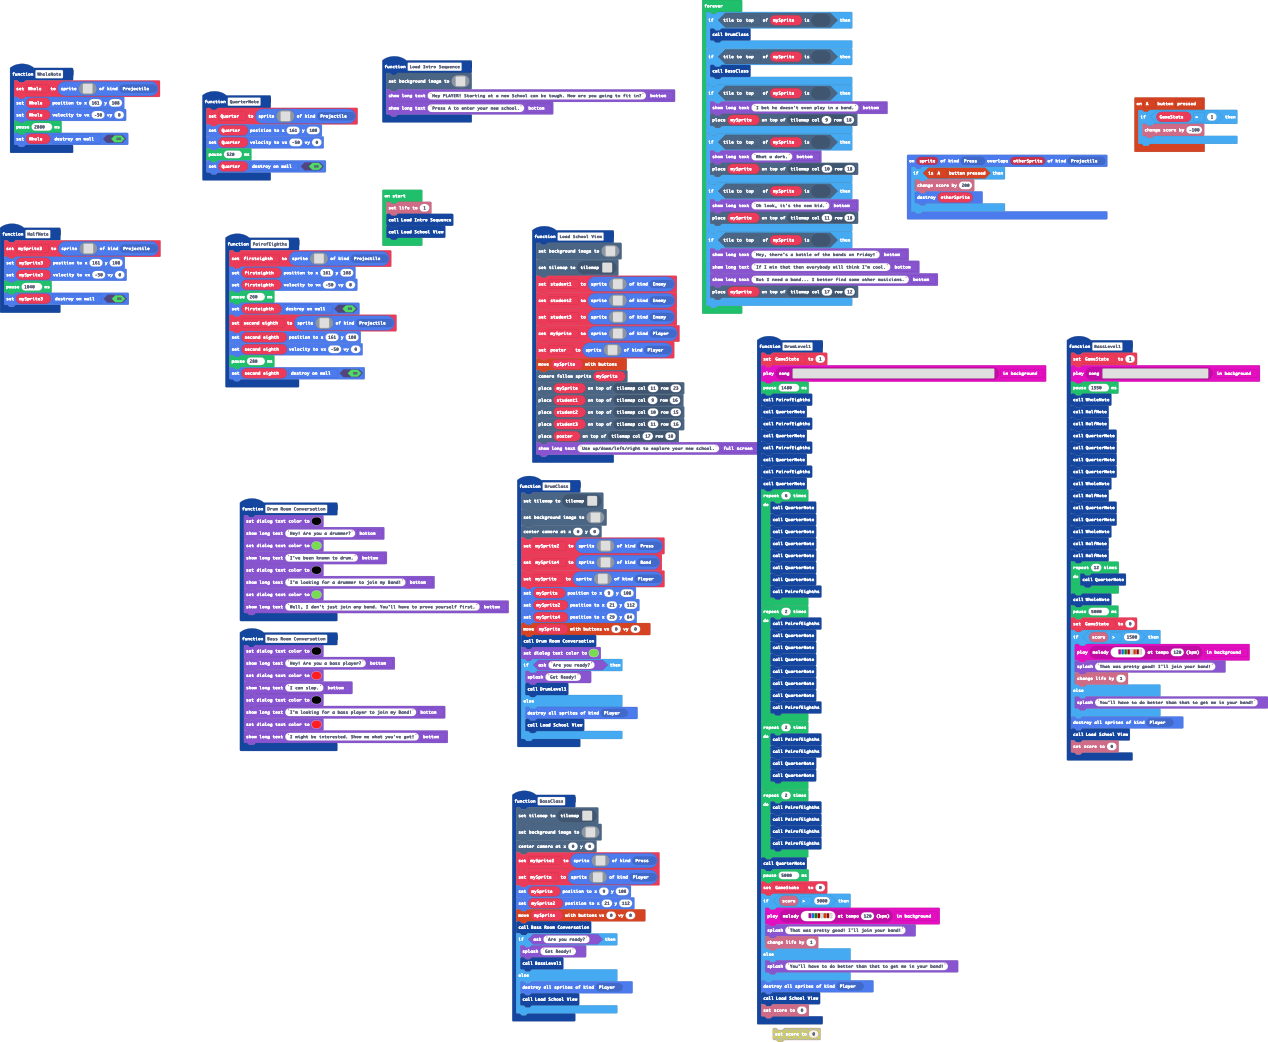 function WholeNote
set Whole to sprite of kind Projectile
set Whole position to x 161 y 108
set Whole velocity to vx -50 vy 0
pause 2080 ms
set Whole destroy on wall
function QuarterNote
set Quarter to sprite of kind Projectile
set Quarter position to x 161 y 108
set Quarter velocity to vx -50 vy 0
pause 520 ms
set Quarter destroy on wall
function HalfNote
set mySprite3 to sprite of kind Projectile
set mySprite3 position to x 161 y 108
set mySprite3 velocity to vx -50 vy 0
pause 1040 ms
set mySprite3 destroy on wall
function PairofEighths
set firsteighth to sprite of kind Projectile
set firsteighth position to x 161 y 108
set firsteighth velocity to vx -50 vy 0
pause 260 ms
set firsteighth destroy on wall
set second eighth to sprite of kind Projectile
set second eighth position to x 161 y 108
set second eighth velocity to vx -50 vy 0
pause 260 ms
set second eighth destroy on wall
function Load Intro Sequence
set background image to
show long text Hey PLAYER! Starting at a new School can be tough. How are you going to fit in? bottom
show long text Press A to enter your new school. bottom
on start
set life to 1
call Load Intro Sequence
call Load School View
function Load School View
set background image to
set tilemap to tilemap
set student1 to sprite of kind Enemy
set student2 to sprite of kind Enemy
set student3 to sprite of kind Enemy
set mySprite to sprite of kind Player
set poster to sprite of kind Player
move mySprite with buttons
camera follow sprite mySprite
place mySprite on top of tilemap col 11 row 23
place student1 on top of tilemap col 9 row 16
place student2 on top of tilemap col 10 row 15
place student3 on top of tilemap col 11 row 16
place poster on top of tilemap col 17 row 10
show long text Use up/down/left/right to explore your new school. full screen
forever
if tile to top of mySprite is then
call DrumClass
if tile to top of mySprite is then
call BassClass
if tile to top of mySprite is then
show long text I bet he doesn't even play in a band. bottom
place mySprite on top of tilemap col 9 row 18
if tile to top of mySprite is then
show long text What a dork. bottom
place mySprite on top of tilemap col 10 row 18
if tile to top of mySprite is then
show long text Oh look, it's the new kid. bottom
place mySprite on top of tilemap col 11 row 18
if tile to top of mySprite is then
show long text Hey, there's a battle of the bands on Friday!! bottom
show long text If I win that then everybody will think I'm cool. bottom
show long text But I need a band... I better find some other musicians. bottom
place mySprite on top of tilemap col 17 row 12
on A button pressed
if GameState = 1 then
change score by -100
on sprite of kind Press overlaps otherSprite of kind Projectile
if is A button pressed then
change score by 200
destroy otherSprite
function Drum Room Conversation
set dialog text color to
show long text Hey! Are you a drummer? bottom
set dialog text color to
show long text I've been known to drum. bottom
set dialog text color to
show long text I'm looking for a drummer to join my Band! bottom
set dialog text color to
show long text Well, I don't just join any band. You'll have to prove yourself first. bottom
function Bass Room Conversation
set dialog text color to
show long text Hey! Are you a bass player? bottom
set dialog text color to
show long text I can slap. bottom
set dialog text color to
show long text I'm looking for a bass player to join my Band! bottom
set dialog text color to
show long text I might be interested. Show me what you've got! bottom
function DrumClass
set tilemap to tilemap
set background image to
center camera at x 0 y 0
set mySprite2 to sprite of kind Press
set mySprite4 to sprite of kind Band
set mySprite to sprite of kind Player
set mySprite position to x 9 y 108
set mySprite2 position to x 21 y 112
set mySprite4 position to x 29 y 84
move mySprite with buttons vx 0 vy 0
call Drum Room Conversation
set dialog text color to
if ask Are you ready? then
splash Get Ready!
call DrumLevel1
else
destroy all sprites of kind Player
call Load School View
function BassClass
set tilemap to tilemap
set background image to
center camera at x 0 y 0
set mySprite2 to sprite of kind Press
set mySprite to sprite of kind Player
set mySprite position to x 9 y 108
set mySprite2 position to x 21 y 112
move mySprite with buttons vx 0 vy 0
call Bass Room Conversation
if ask Are you ready? then
splash Get Ready!
call BassLevel1
else
destroy all sprites of kind Player
call Load School View
function DrumLevel1
set GameState to 1
play song in background
pause 1480 ms
call PairofEighths
call QuarterNote
call PairofEighths
call QuarterNote
call PairofEighths
call QuarterNote
call PairofEighths
call QuarterNote
repeat times
do
call QuarterNote
call QuarterNote
call QuarterNote
call QuarterNote
call QuarterNote
call QuarterNote
call QuarterNote
call PairofEighths
repeat 2 times
do
call PairofEighths
call QuarterNote
call QuarterNote
call QuarterNote
call QuarterNote
call QuarterNote
call QuarterNote
call PairofEighths
repeat 2 times
do
call PairofEighths
call PairofEighths
call QuarterNote
call QuarterNote
repeat 2 times
do
call PairofEighths
call PairofEighths
call PairofEighths
call PairofEighths
call QuarterNote
pause 5000 ms
set GameState to 0
if score > 9000 then
play melody at tempo 120 (bpm) in background
splash That was pretty good! I'll join your band!
change life by 1
else
splash You'll have to do better than that to get me in your band!
destroy all sprites of kind Player
call Load School View
set score to 0
set score to 0
function BassLevel1
set GameState to 1
play song in background
pause 1550 ms
call WholeNote
call HalfNote
call HalfNote
call QuarterNote
call QuarterNote
call QuarterNote
call QuarterNote
call WholeNote
call HalfNote
call QuarterNote
call QuarterNote
call WholeNote
call HalfNote
call HalfNote
repeat 12 times
do call QuarterNote
call WholeNote
pause 5000 ms
set GameState to 0
if score > 1500 then
play melody at tempo 120 (bpm) in background
splash That was pretty good! I'll join your band!
change life by 1
else
splash You'll have to do better than that to get me in your band!
destroy all sprites of kind Player
call Load School View
set score to 0